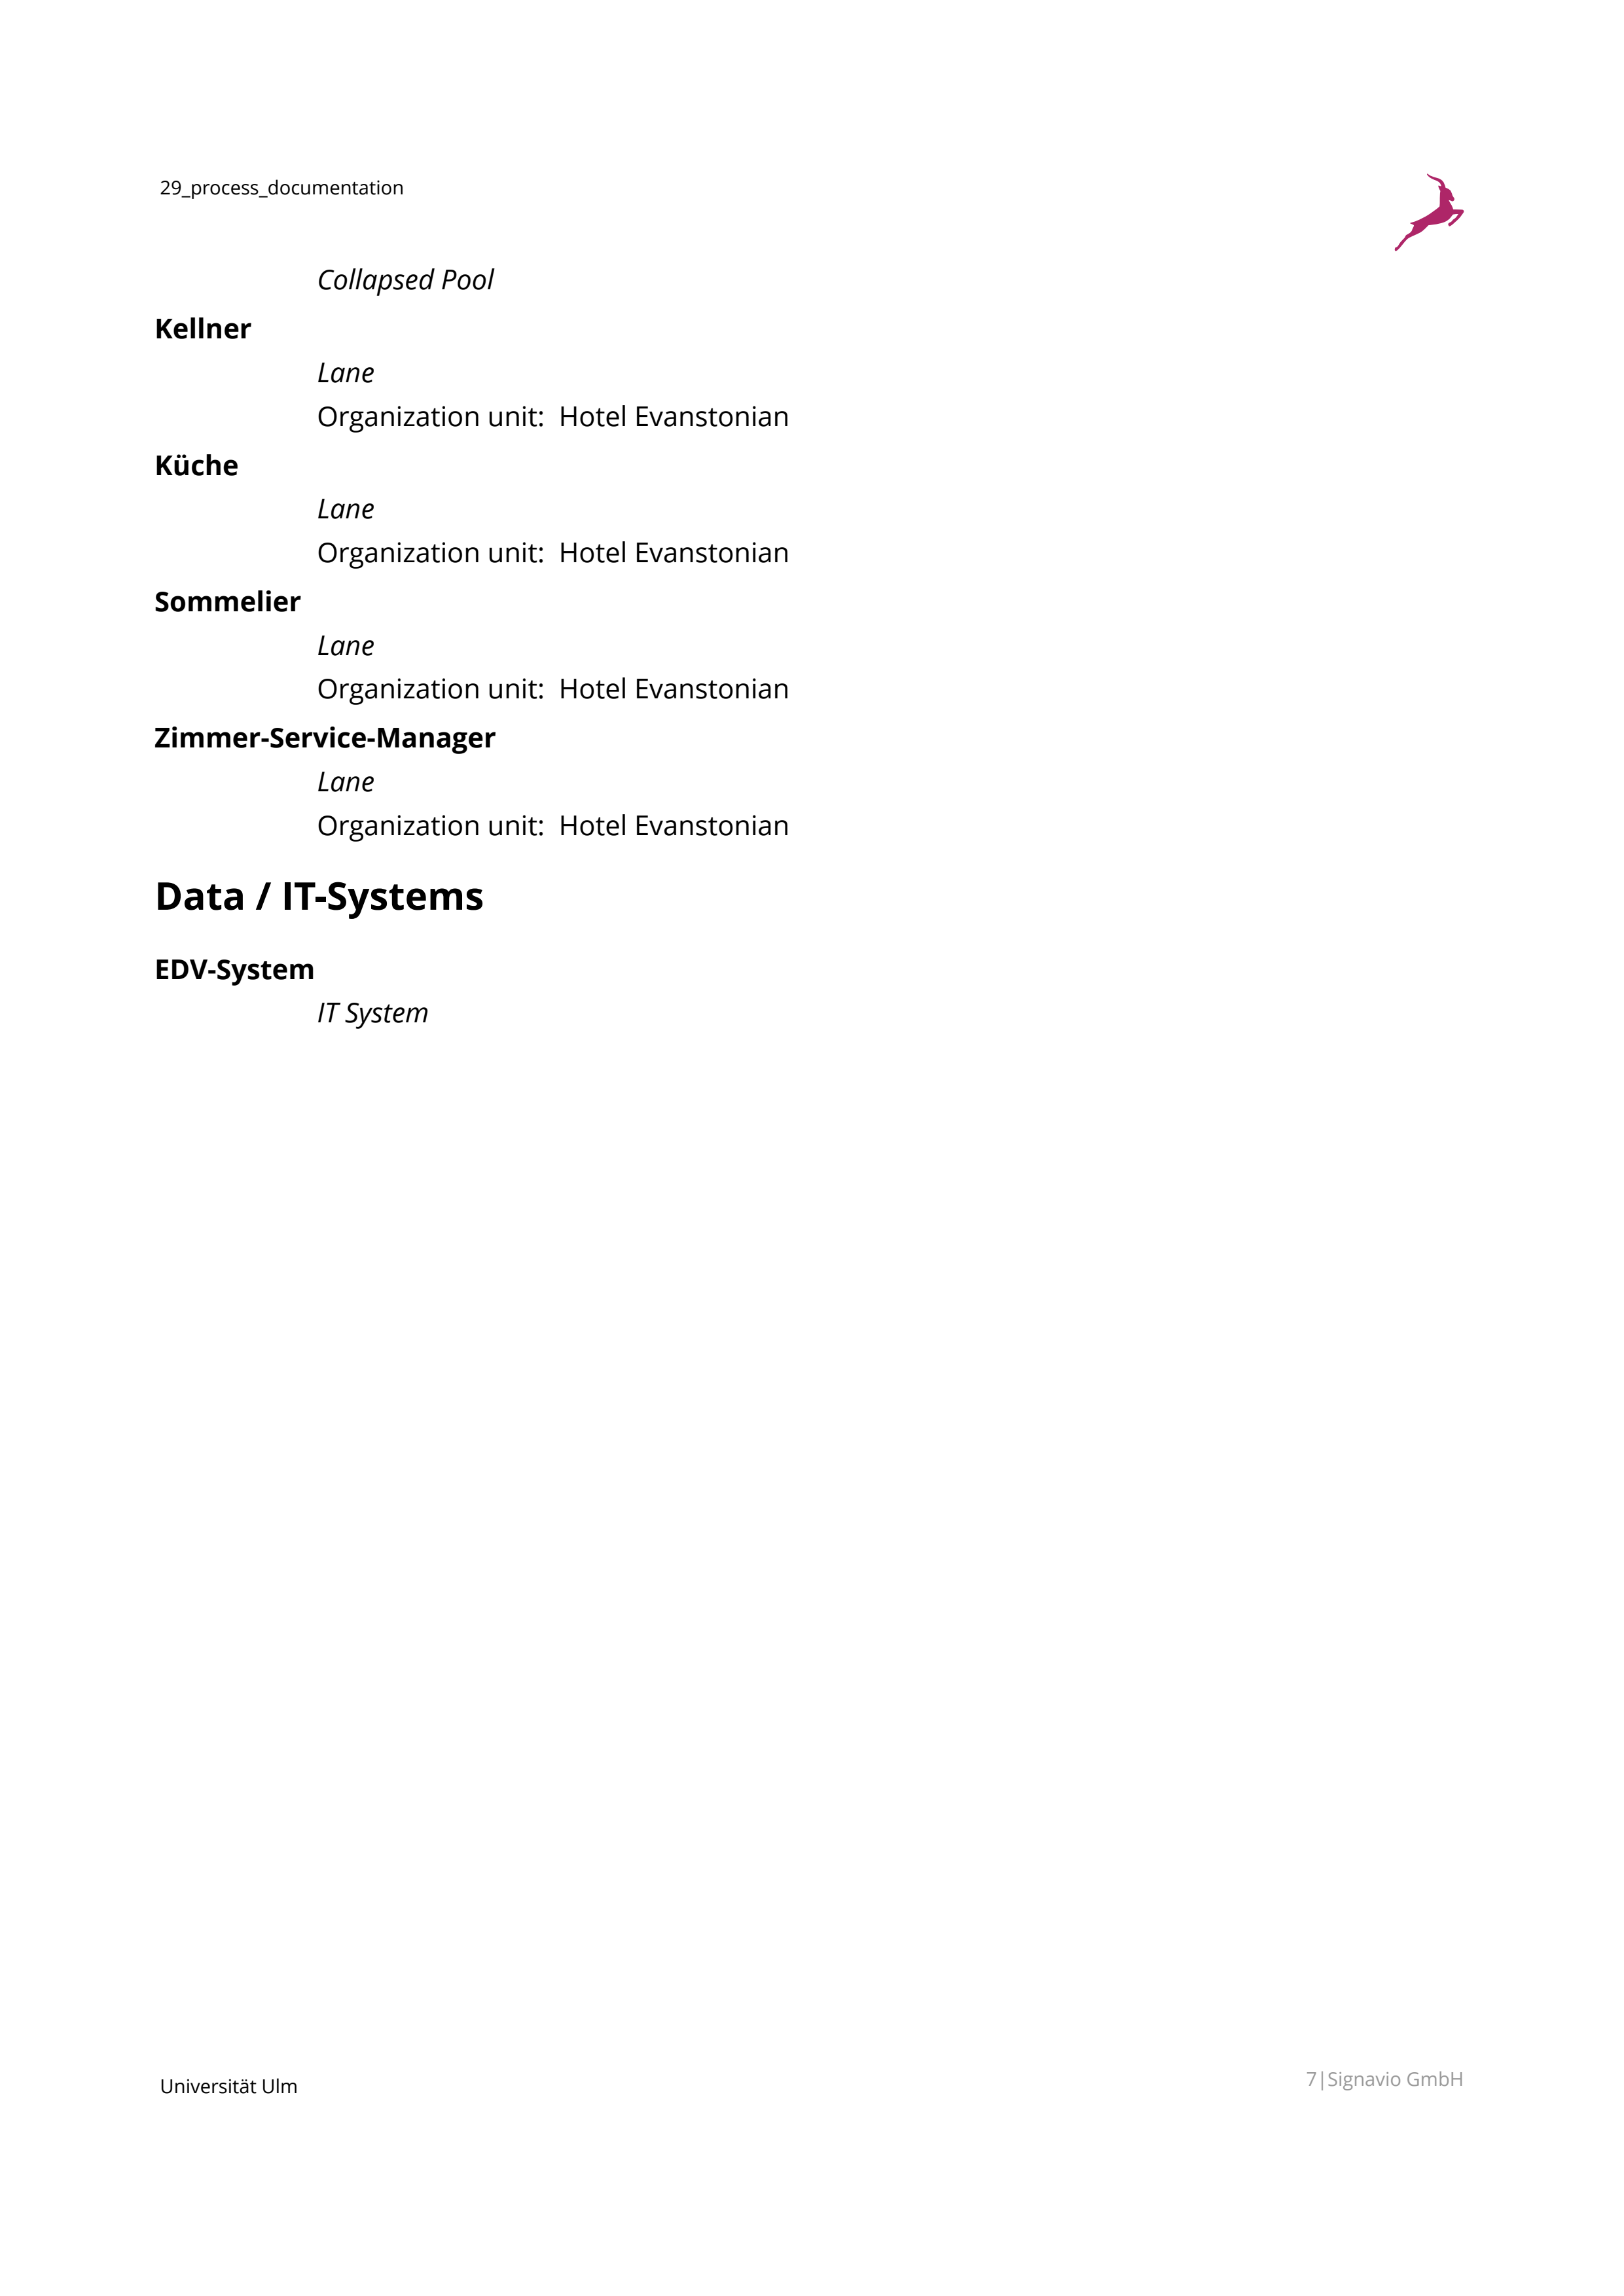 29_process_documentation
Collapsed Pool
Kellner
Lane
Organization unit:  Hotel Evanstonian
Küche
Lane
Organization unit:  Hotel Evanstonian
Sommelier
Lane
Organization unit:  Hotel Evanstonian
Zimmer-Service-Manager
Lane
Organization unit:  Hotel Evanstonian
Data / IT-Systems
EDV-System
IT System
Universität Ulm
7|Signavio GmbH